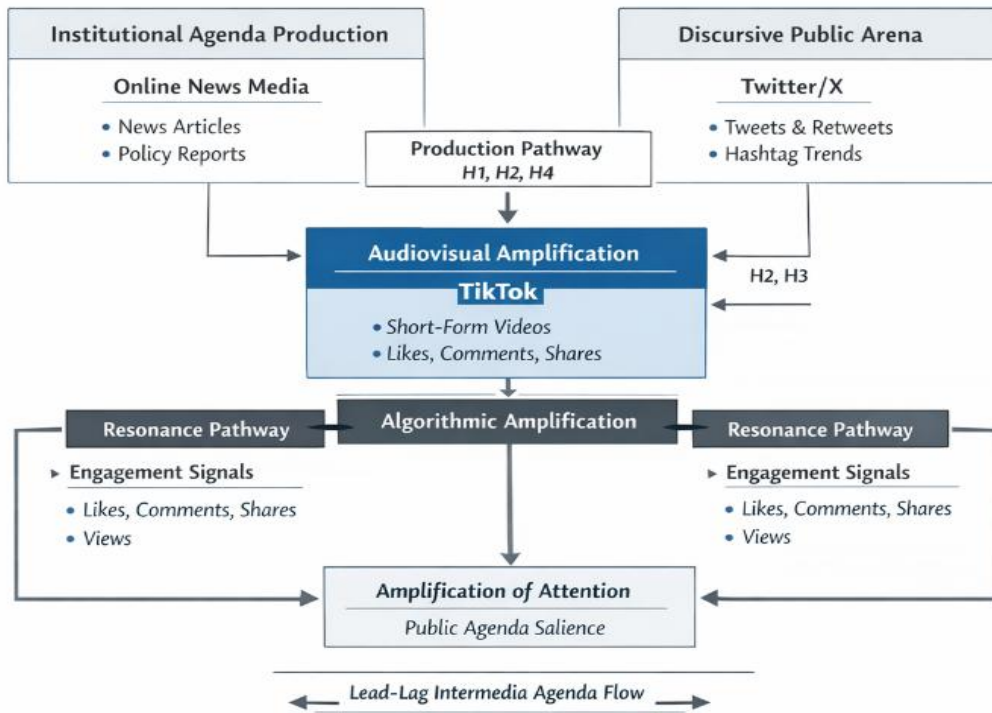 Institutional Agenda Production
Online News Media
• News Articles
• Policy Reports
Discursive Public Arena
Twitter/X
• Tweets & Retweets
• Hashtag Trends
Production Pathway
H1, H2, H4
Audiovisual Amplification
TikTok
• Short-Form Videos
• Likes, Comments, Shares
H2, H3
Resonance Pathway
Algorithmic Amplification
Resonance Pathway
Engagement Signals
• Likes, Comments, Shares
• Views
Engagement Signals
• Likes, Comments, Shares
• Views
Amplification of Attention
Public Agenda Salience
Lead-Lag Intermedia Agenda Flow